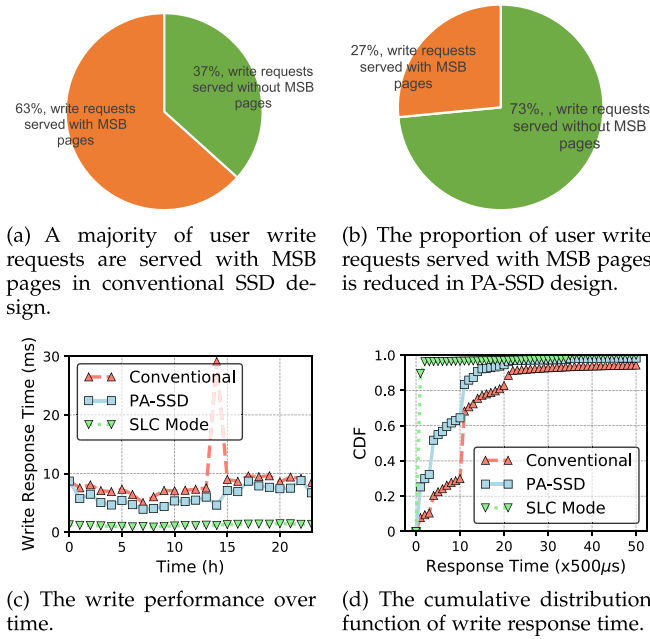 37%, write requests
served without MSB
pages
63%, write requests
served with MSB
pages
27%, write requests
served with MSB
pages
73%, , write requests
served without MSB
pages
(a) A majority of user write
requests are served with MSB
pages in conventional SSD de-
sign.
(b) The proportion of user write
requests served with MSB pages
is reduced in PA-SSD design.
Write Response Time (ms)
30
20
10
0
Conventional
PA-SSD
SLC Mode
0 5 10 15 20
Time (h)
CDF
1.0
0.8
0.6
0.4
0.2
0.0
Conventional
PA-SSD
SLC Mode
0 10 20 30 40 50
Response Time (x500μs)
(c) The write performance over
time.
(d) The cumulative distribution
function of write response time.